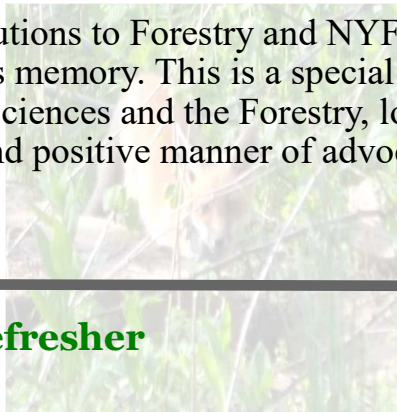 utions to Forestry and NYF
s memory. This is a special
ciences and the Forestry, lo
nd positive manner of advoc
efresher